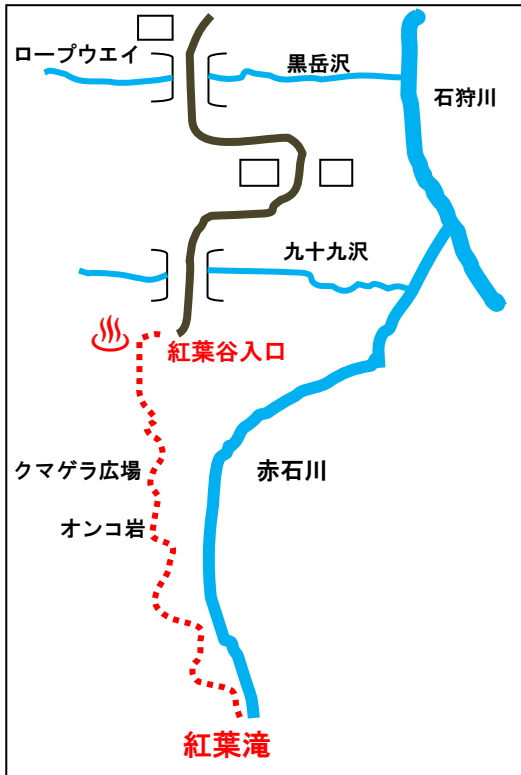 ロープウエイ
黒岳沢
石狩川
九十九沢
紅葉谷入口
クマゲラ広場
赤石川
オンコ岩
紅葉滝